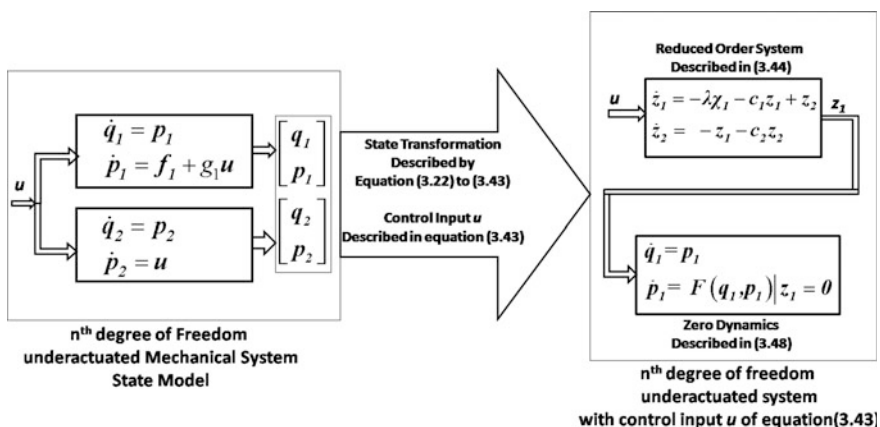 u
q̇₁ = p₁
ṗ₁ = f₁ + g₁u
q̇₂ = p₂
ṗ₂ = u
[q₁
p₁]
[q₂
p₂]
nᵗʰ degree of Freedom
underactuated Mechanical System
State Model
State Transformation
Described by
Equation (3.22) to (3.43)
Control Input u
Described in equation (3.43)
Reduced Order System
Described in (3.44)
u
ż₁ = −λχ₁ − c₁z₁ + z₂
ż₂ = −z₁ − c₂z₂
z₁
q̇₁ = p₁
ṗ₁ = F(q₁,p₁)|z₁ = 0
Zero Dynamics
Described in (3.48)
nᵗʰ degree of freedom
underactuated system
with control input u of equation(3.43)